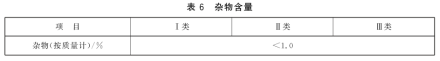 表 6 杂物含量
项 目 Ⅰ类 Ⅱ类 Ⅲ类
杂物(按质量计)/% <1.0